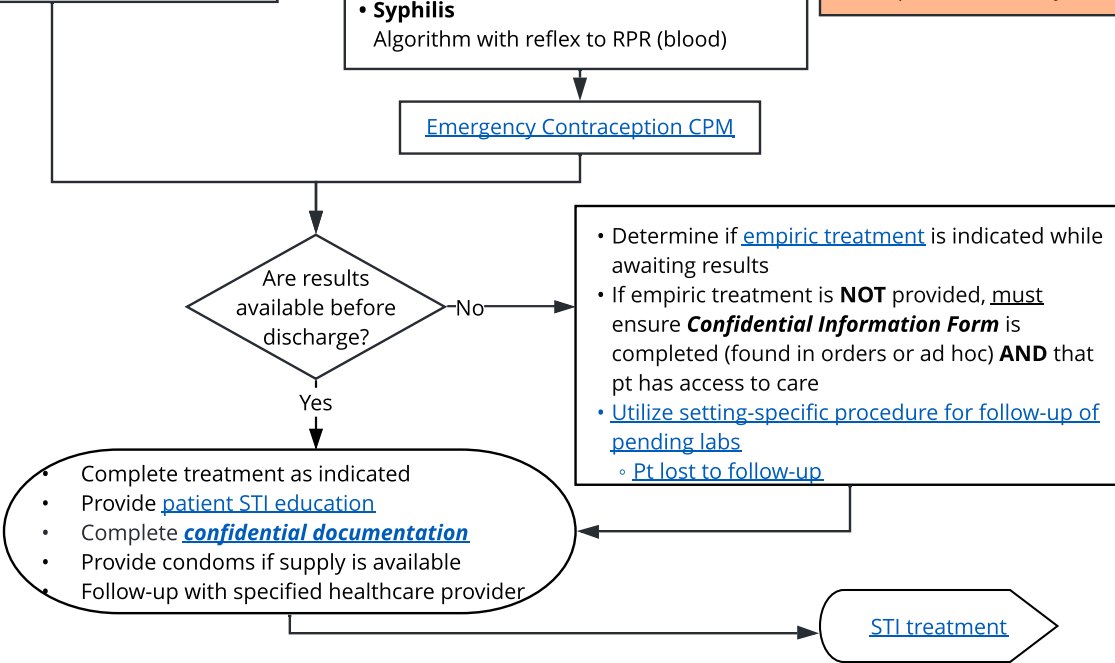 • Syphilis
Algorithm with reflex to RPR (blood)
Emergency Contraception CPM
Are results
available before
discharge?
No
• Determine if empiric treatment is indicated while
awaiting results
• If empiric treatment is NOT provided, must
ensure Confidential Information Form is
completed (found in orders or ad hoc) AND that
pt has access to care
• Utilize setting-specific procedure for follow-up of
pending labs
◦ Pt lost to follow-up
Yes
• Complete treatment as indicated
• Provide patient STI education
• Complete confidential documentation
• Provide condoms if supply is available
• Follow-up with specified healthcare provider
STI treatment